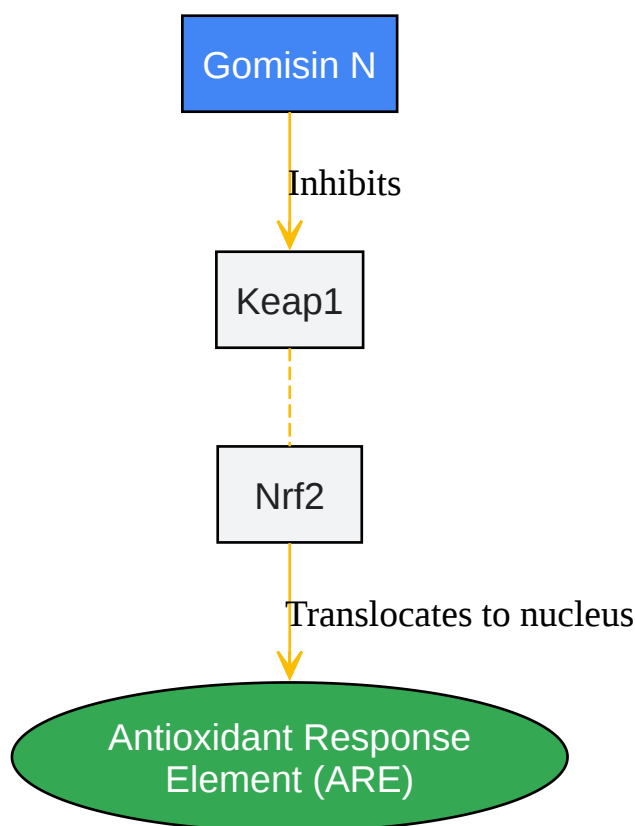 Gomisin N
Inhibits
Keap1
Nrf2
Translocates to nucleus
Antioxidant Response
Element (ARE)